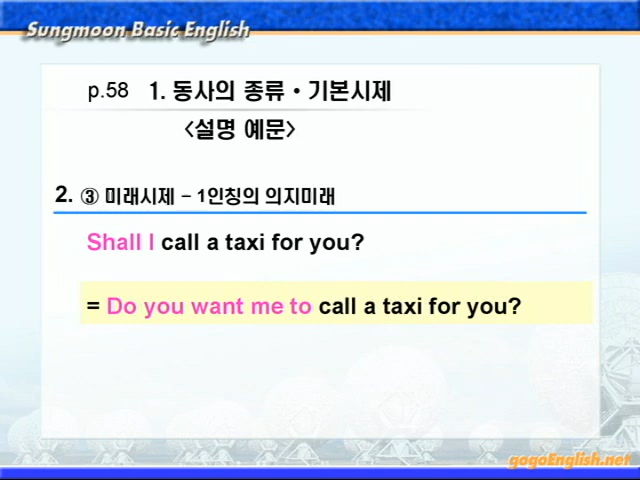 Sungmoon Basic English
p.58 1. 동사의 종류・기본시제
<설명 예문>
2. ③ 미래시제 - 1인칭의 의지미래
Shall I call a taxi for you?
= Do you want me to call a taxi for you?
gogoEnglish.net